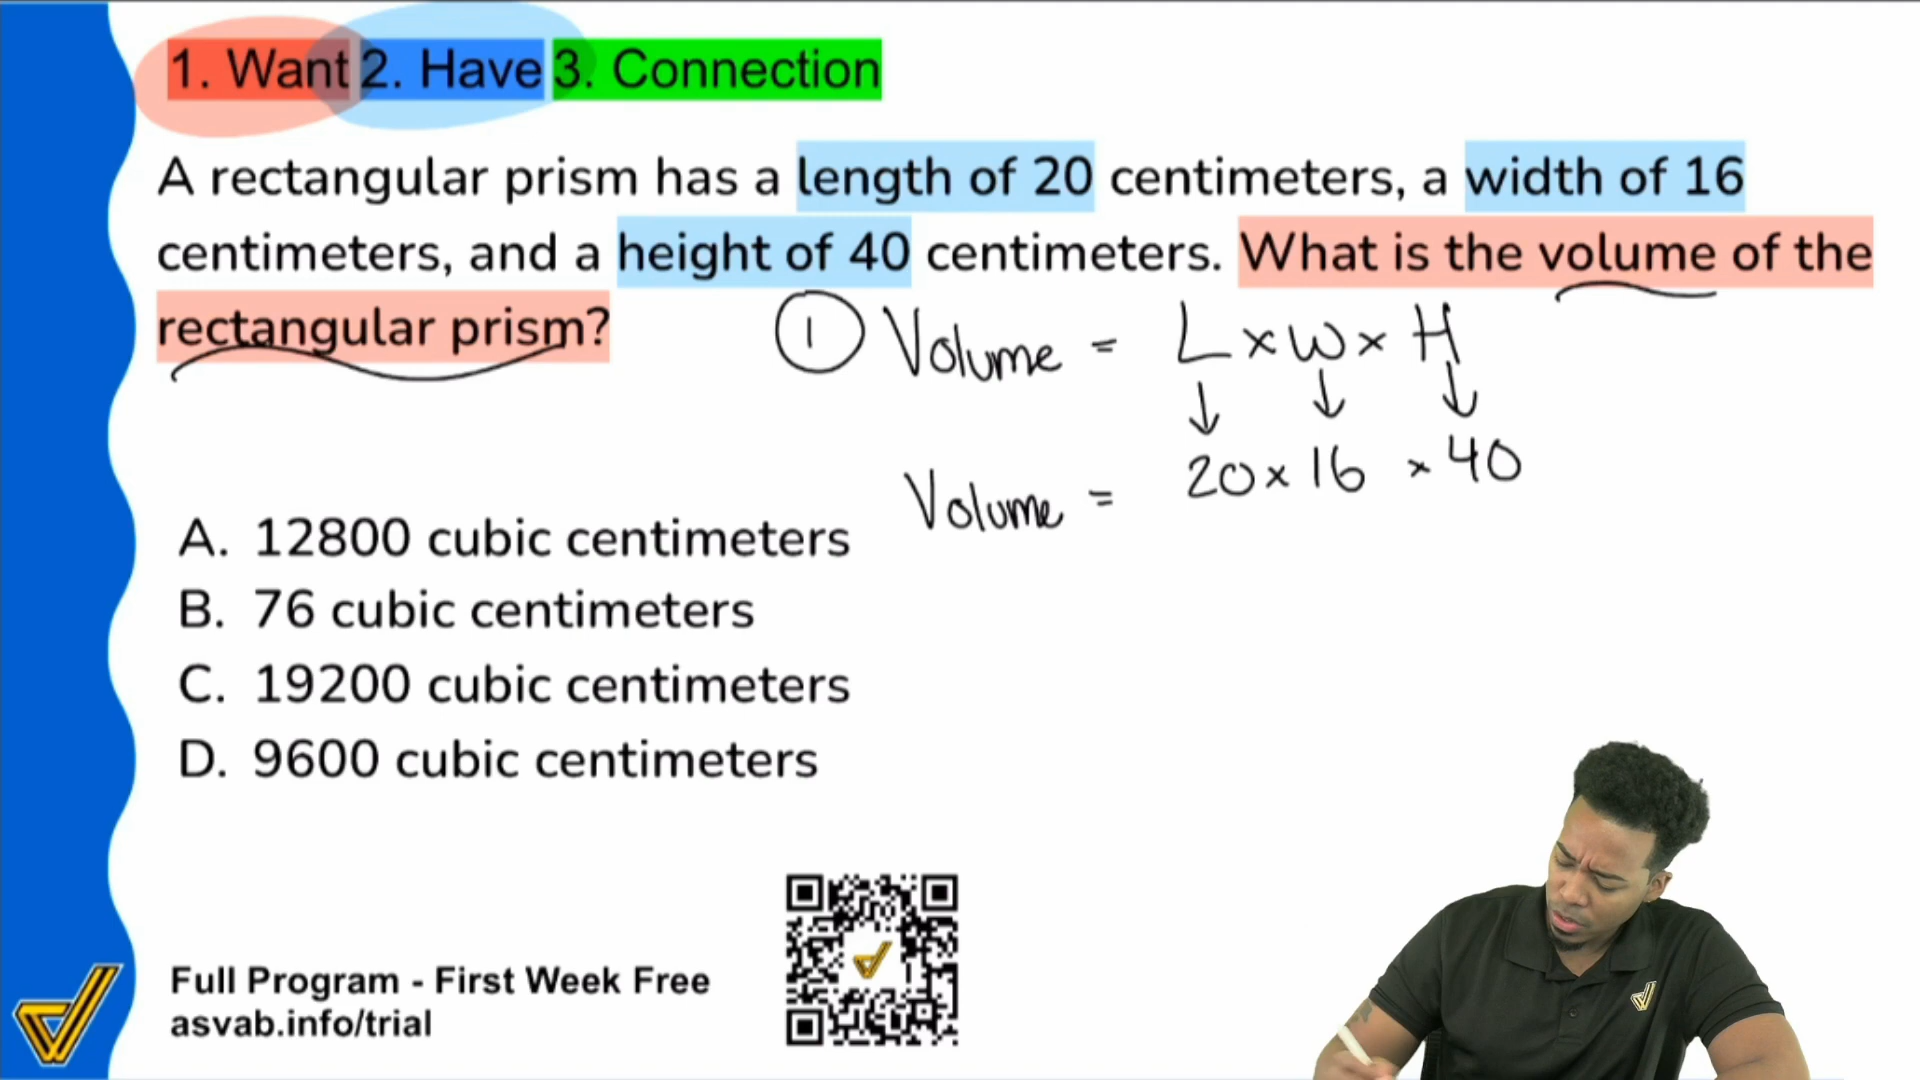 1. Want 2. Have 3. Connection
A rectangular prism has a length of 20 centimeters, a width of 16
centimeters, and a height of 40 centimeters. What is the volume of the
rectangular prism?
1 Volume = L x W x H
Volume = 20 x 16 x 40
A. 12800 cubic centimeters
B. 76 cubic centimeters
C. 19200 cubic centimeters
D. 9600 cubic centimeters
Full Program - First Week Free
asvab.info/trial